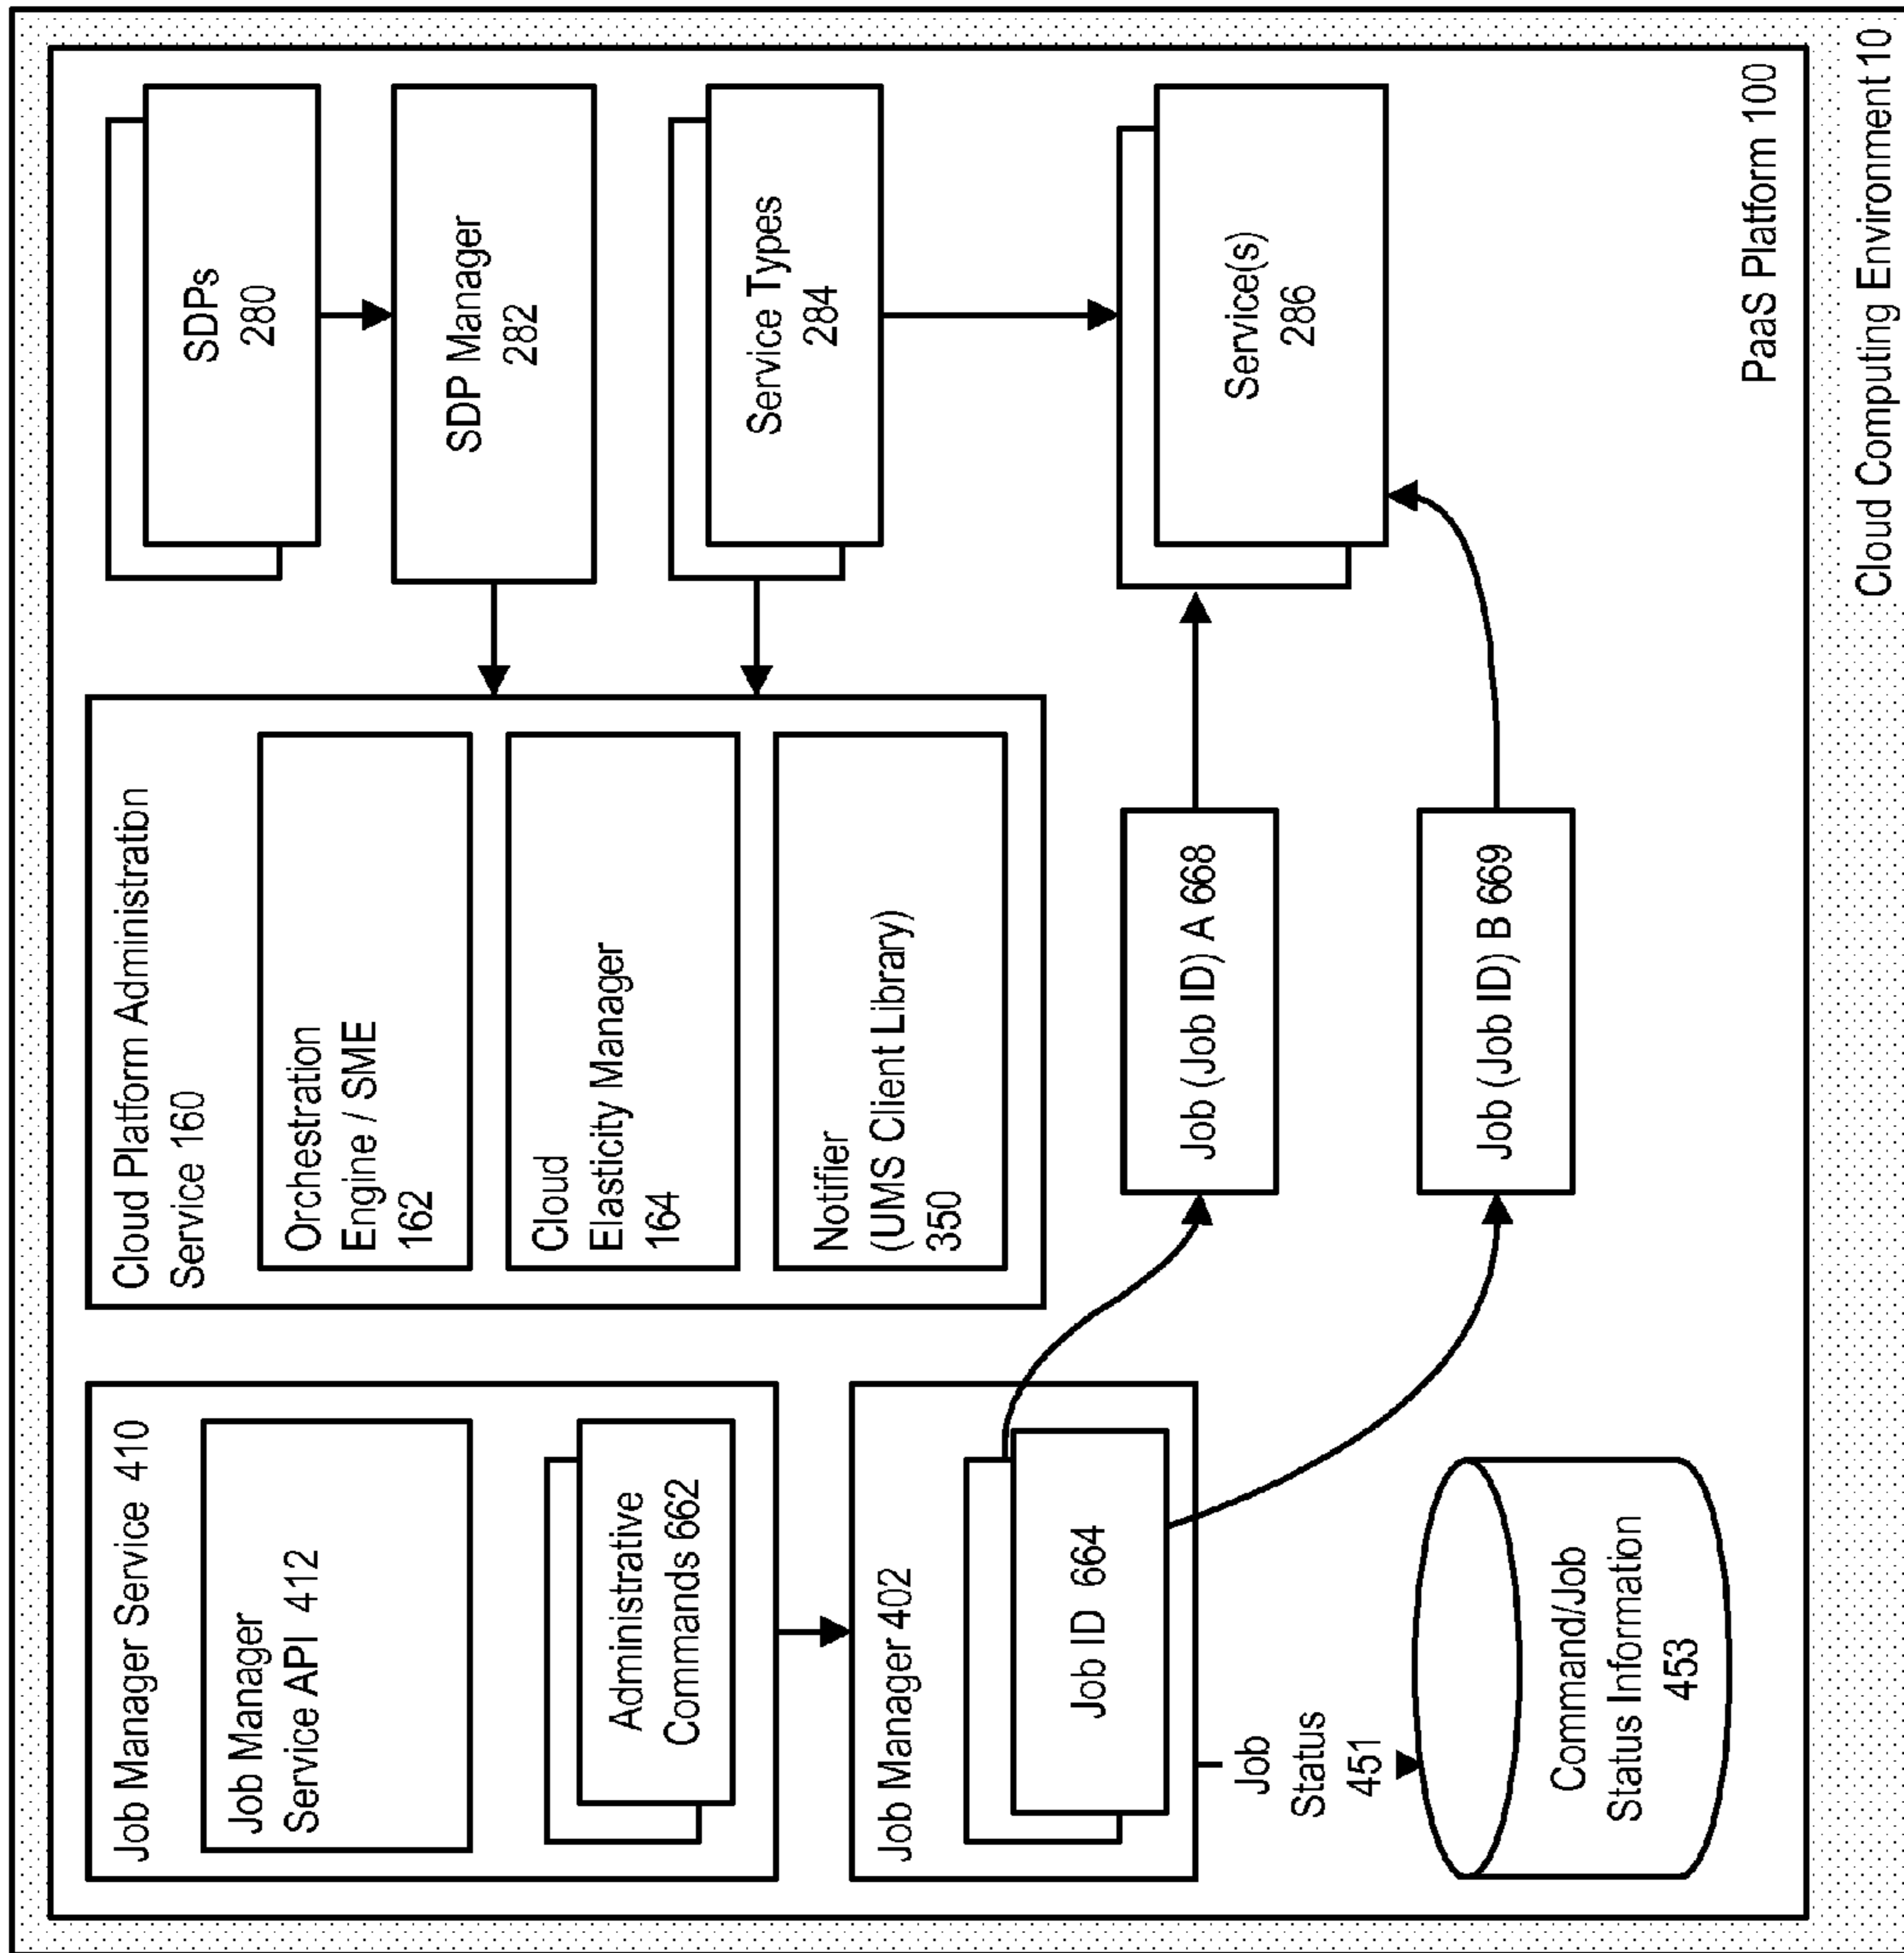 Job Manager Service 410
Job Manager
Service API 412
Administrative
Commands 662
Job Manager 402
Job ID 664
Job
Status
451
Command/Job
Status Information
453
Cloud Platform Administration
Service 160
Orchestration
Engine / SME
162
Cloud
Elasticity Manager
164
Notifier
(UMS Client Library)
350
Job (Job ID) A 668
Job (Job ID) B 669
SDPs
280
SDP Manager
282
Service Types
284
Service(s)
286
PaaS Platform 100
Cloud Computing Environment 10